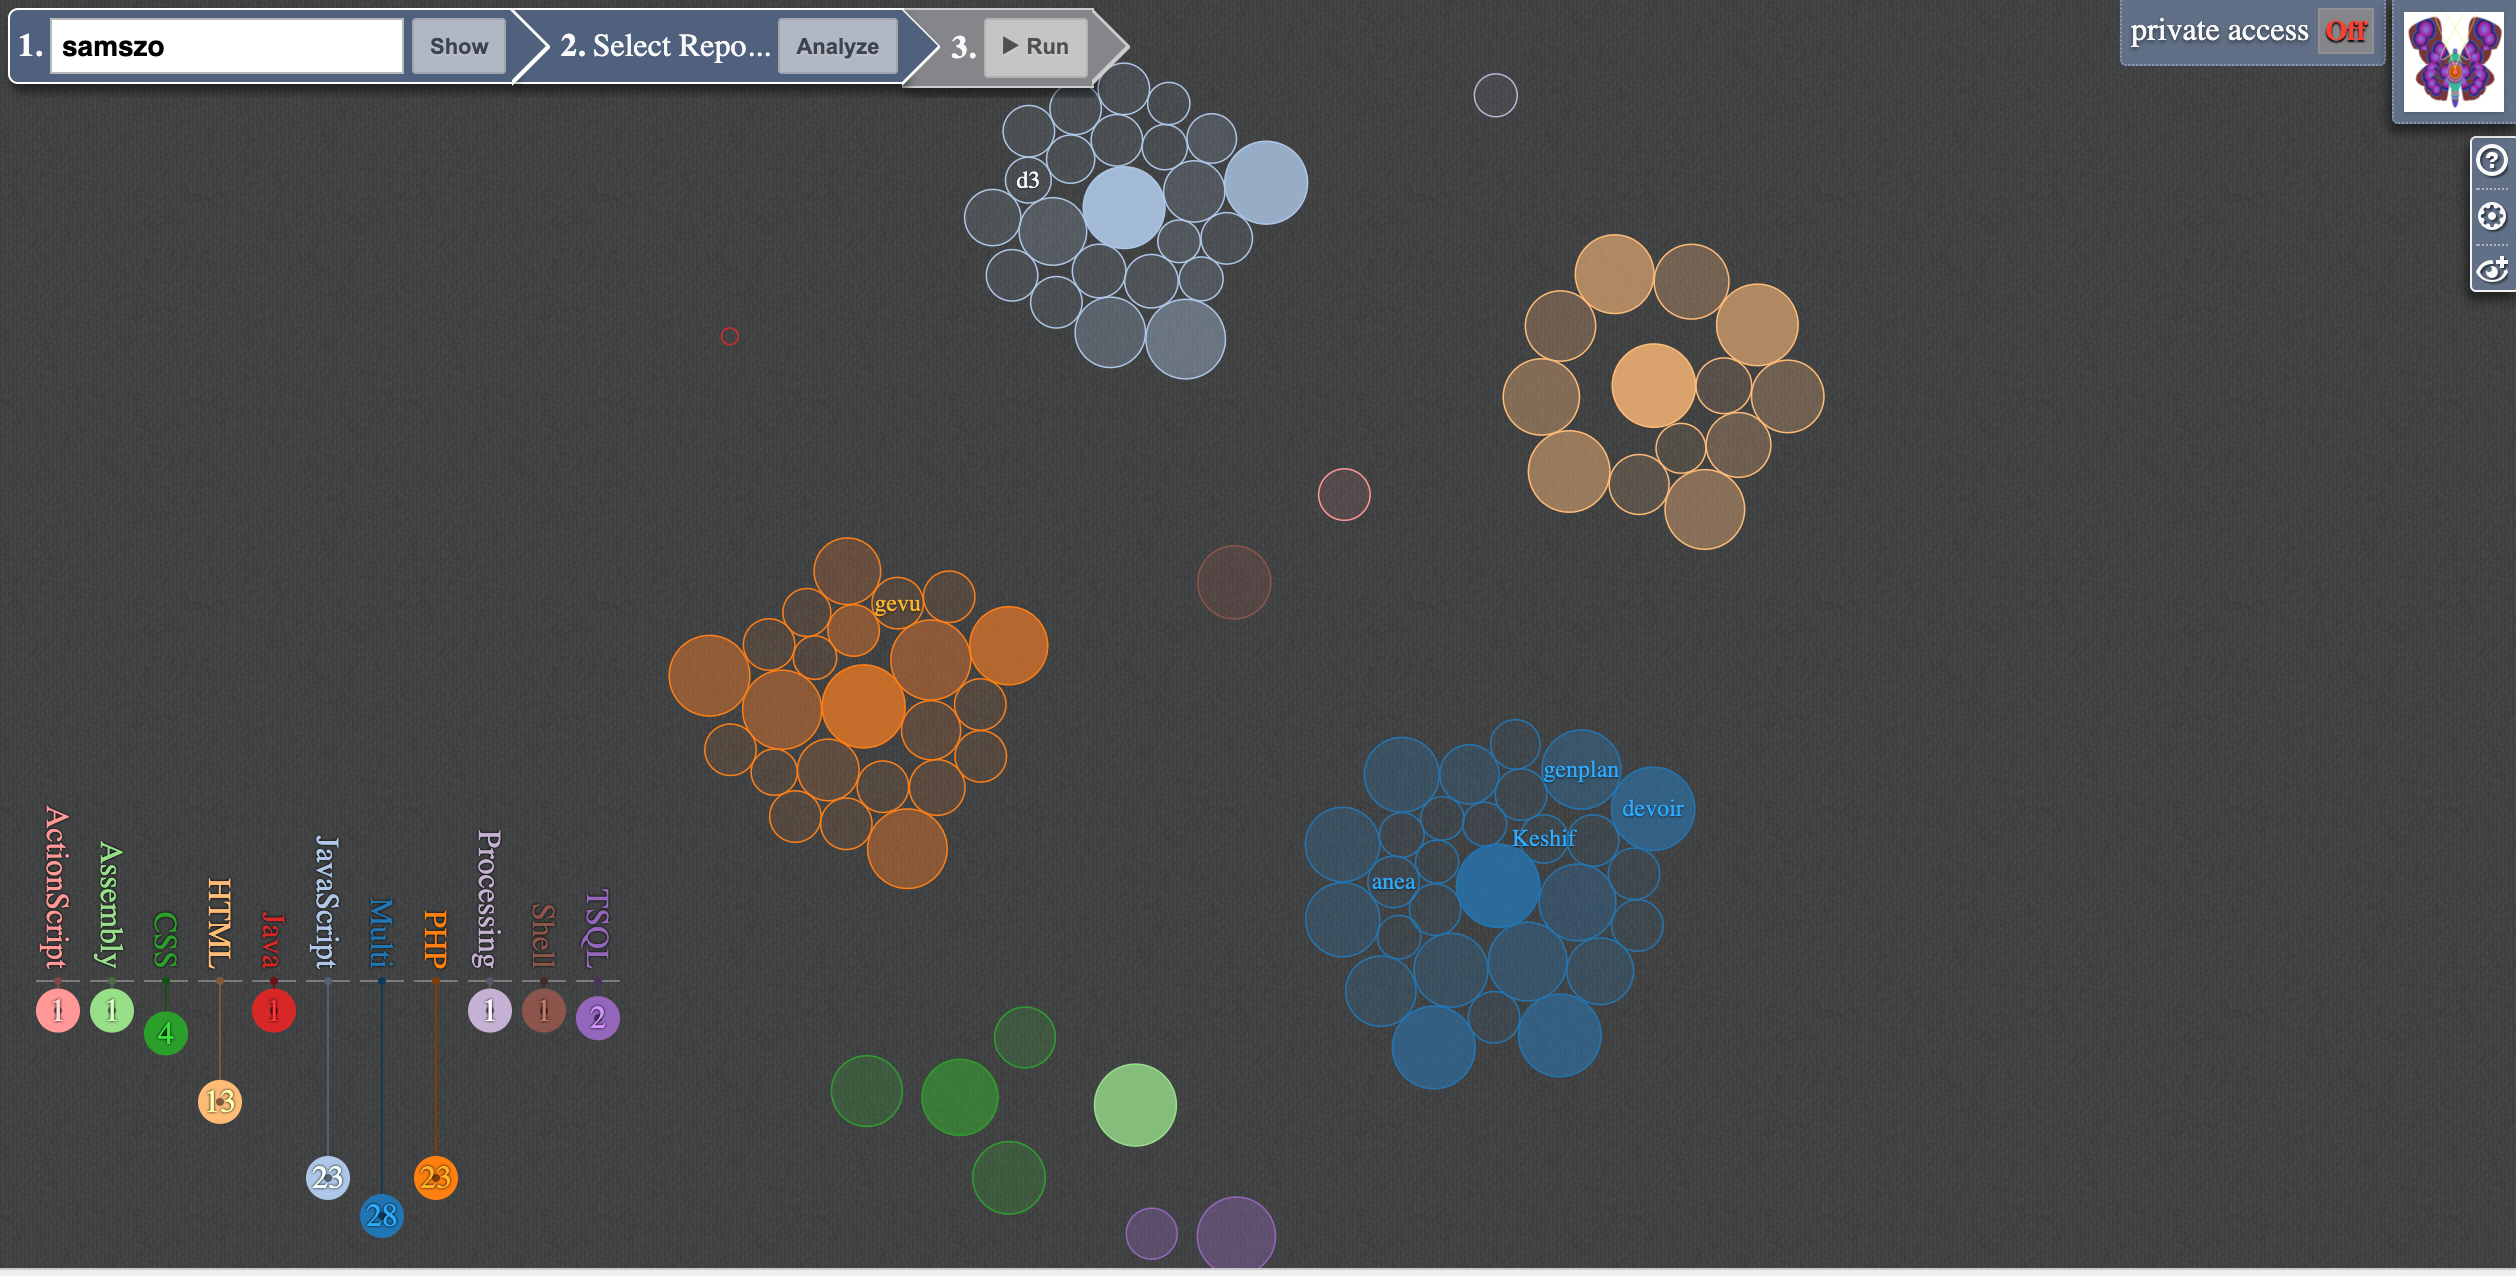 1. samszo Show 2. Select Repo... Analyze 3. Run
private access Off
d3
gevu
genplan
devoir
Keshif
anea
ActionScript Assembly CSS HTML Java JavaScript Multi PHP Processing Shell TSQL
1 1 4 13 1 23 28 23 1 1 2